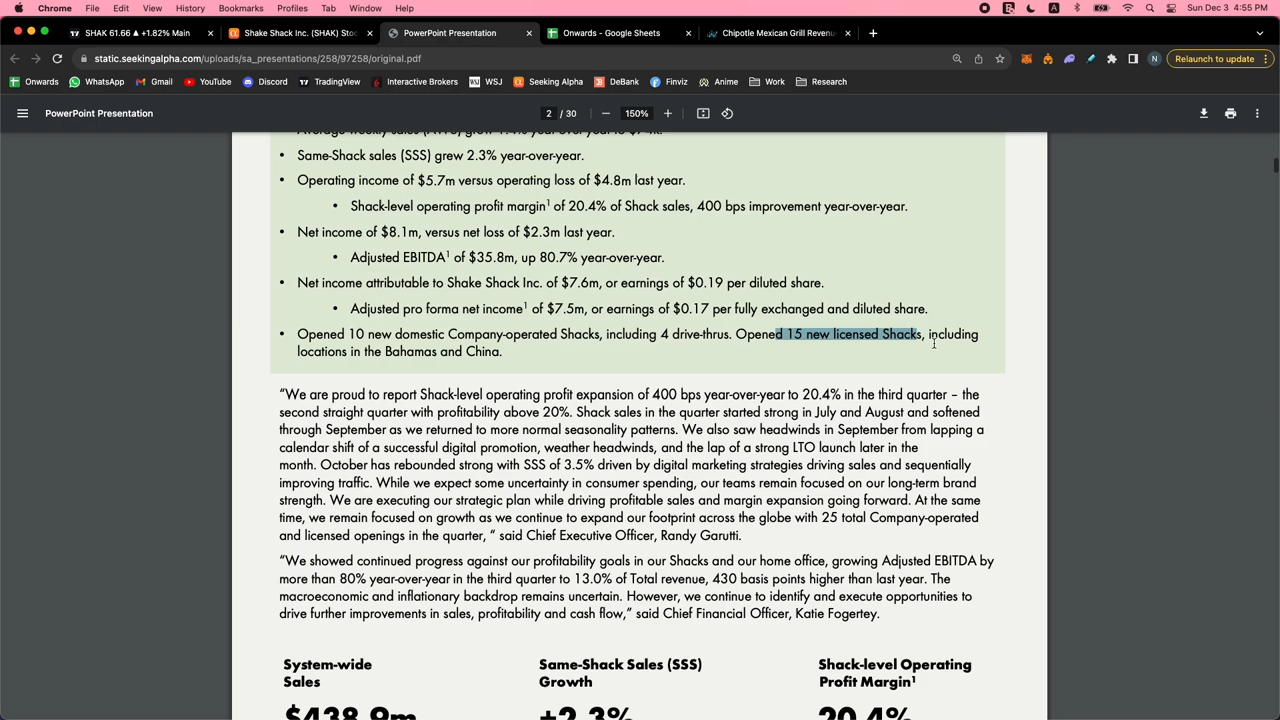 Chrome File Edit View History Bookmarks Profiles Tab Window Help Sun Dec 3 4:55 PM
SHAK 61.66 ▲ +1.82% Main Shake Shack Inc. (SHAK) Stoc PowerPoint Presentation Onwards - Google Sheets Chipotle Mexican Grill Revenu
static.seekingalpha.com/uploads/sa_presentations/258/97258/original.pdf N Relaunch to update
Onwards WhatsApp Gmail YouTube Discord TradingView Interactive Brokers WSJ Seeking Alpha DeBank Finviz Anime Work Research
PowerPoint Presentation 2 / 30 150%
• Same-Shack sales (SSS) grew 2.3% year-over-year.
• Operating income of $5.7m versus operating loss of $4.8m last year.
• Shack-level operating profit margin¹ of 20.4% of Shack sales, 400 bps improvement year-over-year.
• Net income of $8.1m, versus net loss of $2.3m last year.
• Adjusted EBITDA¹ of $35.8m, up 80.7% year-over-year.
• Net income attributable to Shake Shack Inc. of $7.6m, or earnings of $0.19 per diluted share.
• Adjusted pro forma net income¹ of $7.5m, or earnings of $0.17 per fully exchanged and diluted share.
• Opened 10 new domestic Company-operated Shacks, including 4 drive-thrus. Opened 15 new licensed Shacks, including
locations in the Bahamas and China.
“We are proud to report Shack-level operating profit expansion of 400 bps year-over-year to 20.4% in the third quarter – the
second straight quarter with profitability above 20%. Shack sales in the quarter started strong in July and August and softened
through September as we returned to more normal seasonality patterns. We also saw headwinds in September from lapping a
calendar shift of a successful digital promotion, weather headwinds, and the lap of a strong LTO launch later in the
month. October has rebounded strong with SSS of 3.5% driven by digital marketing strategies driving sales and sequentially
improving traffic. While we expect some uncertainty in consumer spending, our teams remain focused on our long-term brand
strength. We are executing our strategic plan while driving profitable sales and margin expansion going forward. At the same
time, we remain focused on growth as we continue to expand our footprint across the globe with 25 total Company-operated
and licensed openings in the quarter, “ said Chief Executive Officer, Randy Garutti.
“We showed continued progress against our profitability goals in our Shacks and our home office, growing Adjusted EBITDA by
more than 80% year-over-year in the third quarter to 13.0% of Total revenue, 430 basis points higher than last year. The
macroeconomic and inflationary backdrop remains uncertain. However, we continue to identify and execute opportunities to
drive further improvements in sales, profitability and cash flow,” said Chief Financial Officer, Katie Fogertey.
System-wide Same-Shack Sales (SSS) Shack-level Operating
Sales Growth Profit Margin¹
$438.9m +2.3% 20.4%